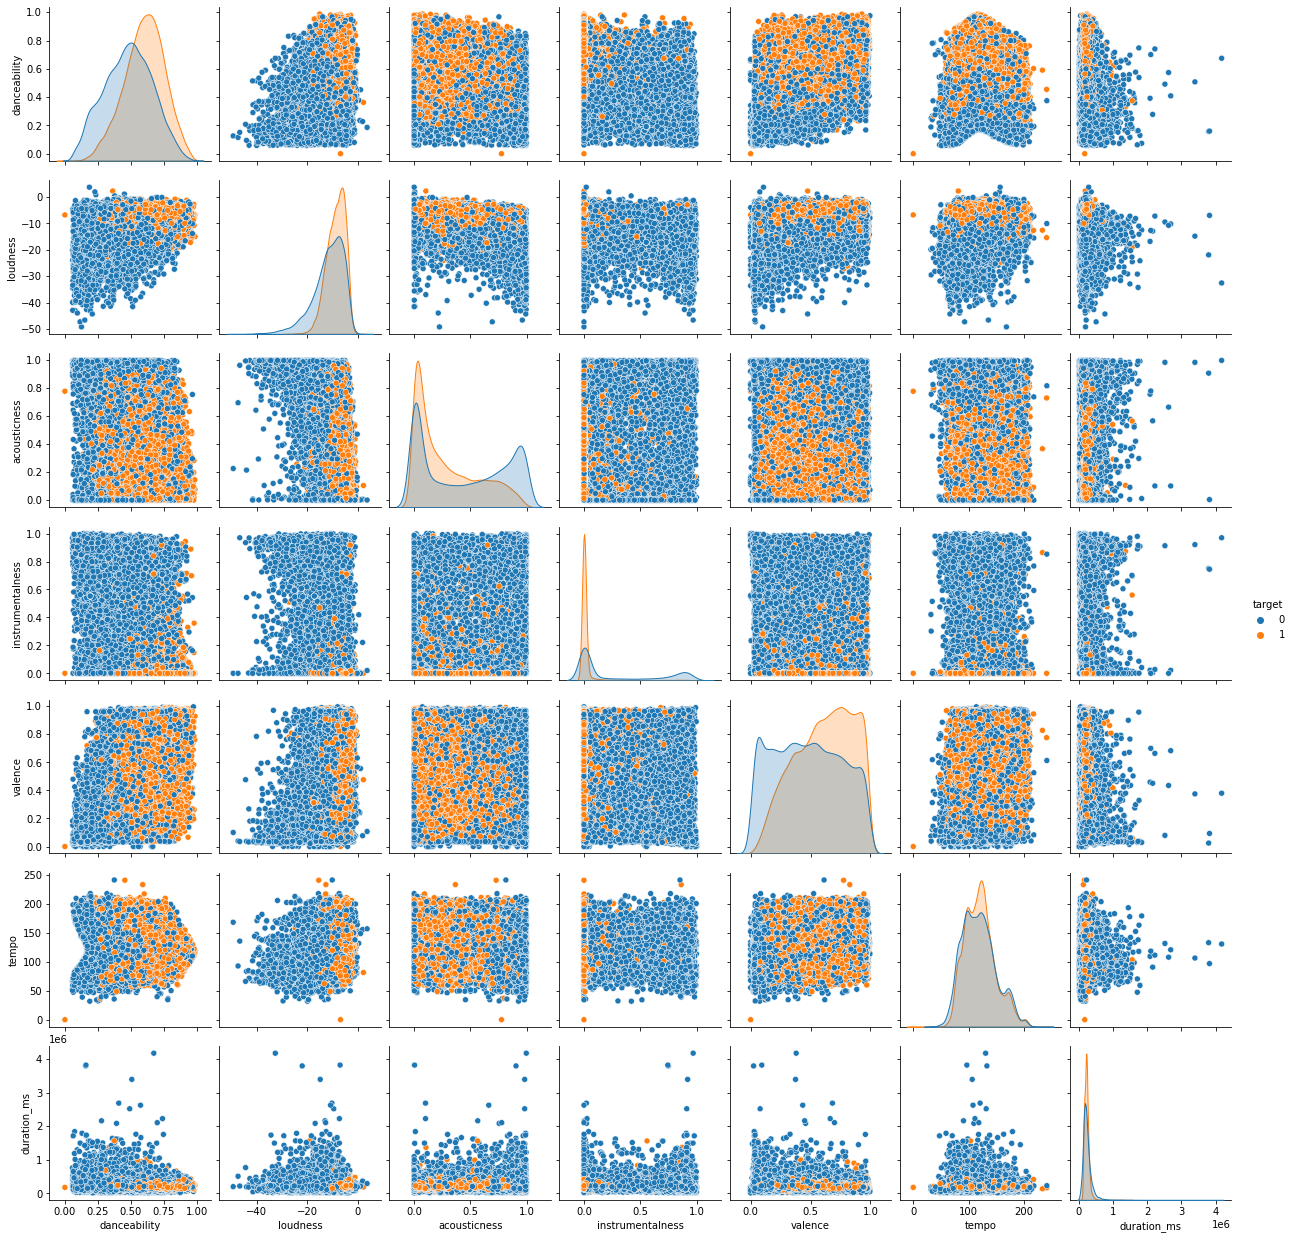 1.0
0.8
0.6
0.4
0.2
0.0
danceability
0
−10
−20
−30
−40
−50
loudness
1.0
0.8
0.6
0.4
0.2
0.0
acousticness
1.0
0.8
0.6
0.4
0.2
0.0
instrumentalness
target
0
1
1.0
0.8
0.6
0.4
0.2
0.0
valence
250
200
150
100
50
0
tempo
1e6
4
3
2
1
0
duration_ms
0.00 0.25 0.50 0.75 1.00
danceability
−40 −20 0
loudness
0.0 0.5 1.0
acousticness
0.0 0.5 1.0
instrumentalness
0.0 0.5 1.0
valence
0 100 200
tempo
0 1 2 3 4
1e6
duration_ms